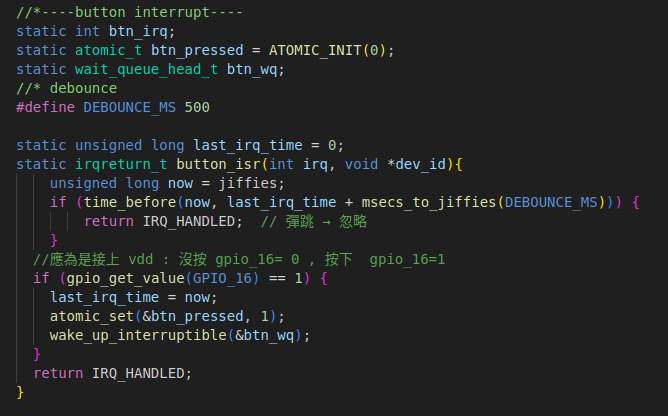 //*----button interrupt----
static int btn_irq;
static atomic_t btn_pressed = ATOMIC_INIT(0);
static wait_queue_head_t btn_wq;
//* debounce
#define DEBOUNCE_MS 500
static unsigned long last_irq_time = 0;
static irqreturn_t button_isr(int irq, void *dev_id){
unsigned long now = jiffies;
if (time_before(now, last_irq_time + msecs_to_jiffies(DEBOUNCE_MS))) {
return IRQ_HANDLED;  // 彈跳 → 忽略
}
//應為是接上 vdd : 沒按 gpio_16= 0 , 按下  gpio_16=1
if (gpio_get_value(GPIO_16) == 1) {
last_irq_time = now;
atomic_set(&btn_pressed, 1);
wake_up_interruptible(&btn_wq);
}
return IRQ_HANDLED;
}